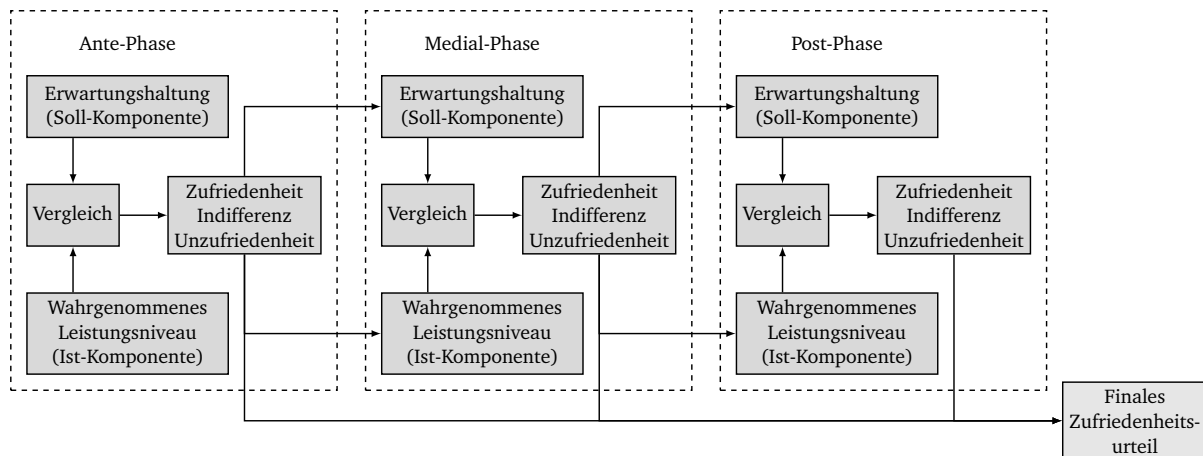 Ante-Phase
Erwartungshaltung
(Soll-Komponente)
Vergleich
Zufriedenheit
Indifferenz
Unzufriedenheit
Wahrgenommenes
Leistungsniveau
(Ist-Komponente)
Medial-Phase
Erwartungshaltung
(Soll-Komponente)
Vergleich
Zufriedenheit
Indifferenz
Unzufriedenheit
Wahrgenommenes
Leistungsniveau
(Ist-Komponente)
Post-Phase
Erwartungshaltung
(Soll-Komponente)
Vergleich
Zufriedenheit
Indifferenz
Unzufriedenheit
Wahrgenommenes
Leistungsniveau
(Ist-Komponente)
Finales
Zufriedenheits-
urteil